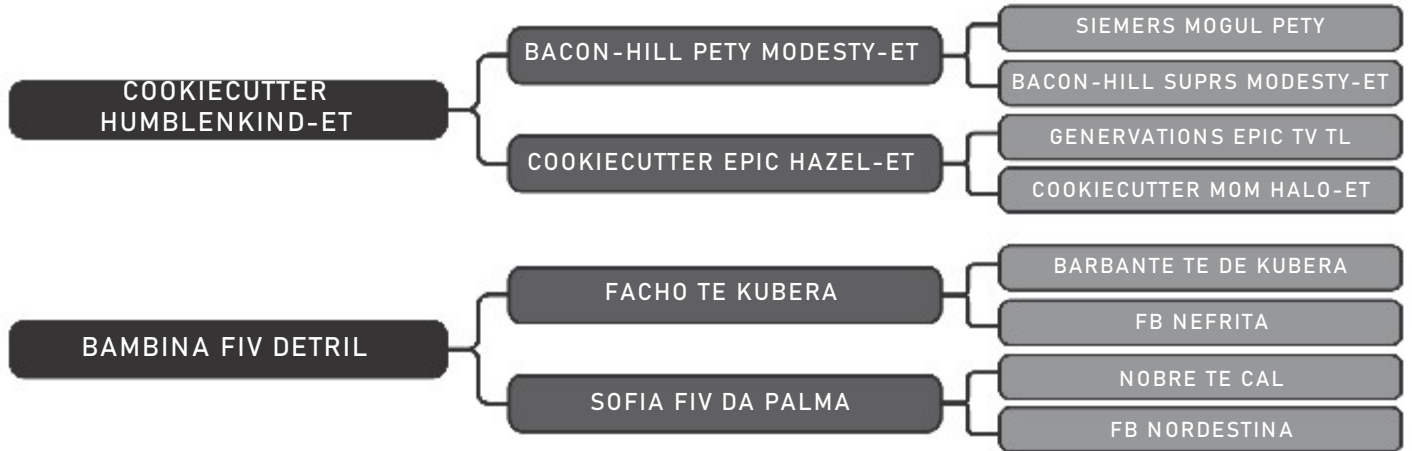 SIEMERS MOGUL PETY
BACON-HILL PETY MODESTY-ET
BACON-HILL SUPRS MODESTY-ET
COOKIECUTTER
HUMBLENKIND-ET
GENERVATIONS EPIC TV TL
COOKIECUTTER EPIC HAZEL-ET
COOKIECUTTER MOM HALO-ET
BARBANTE TE DE KUBERA
FACHO TE KUBERA
FB NEFRITA
BAMBINA FIV DETRIL
NOBRE TE CAL
SOFIA FIV DA PALMA
FB NORDESTINA